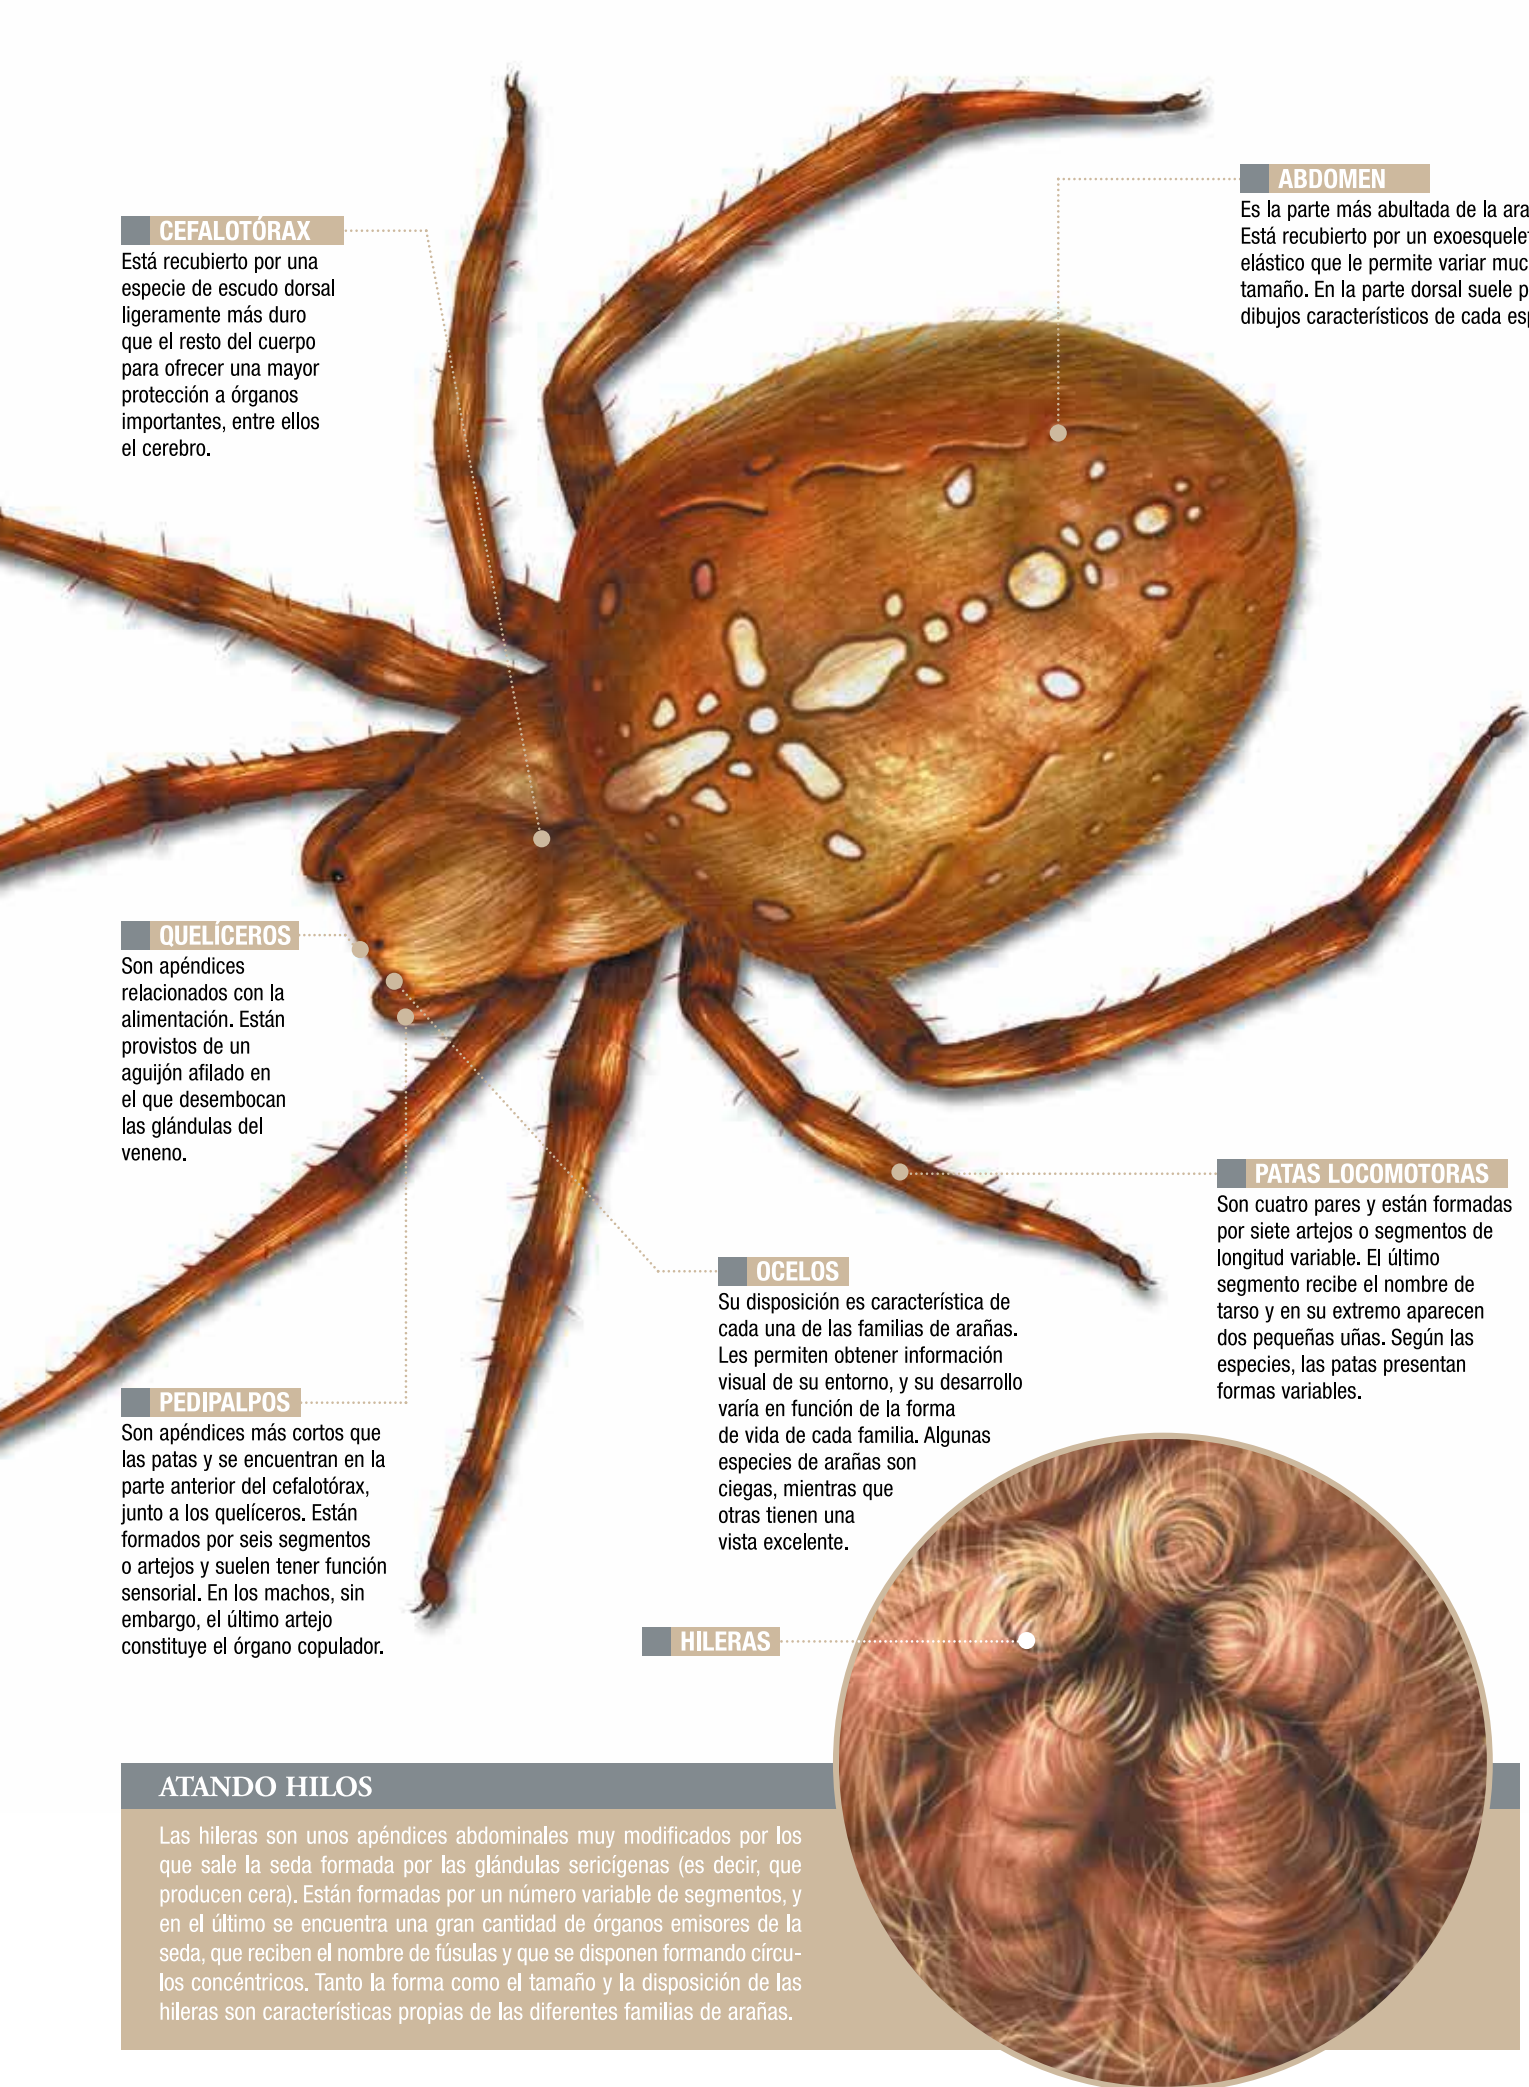 CEFALOTÓRAX
Está recubierto por una
especie de escudo dorsal
ligeramente más duro
que el resto del cuerpo
para ofrecer una mayor
protección a órganos
importantes, entre ellos
el cerebro.
ABDOMEN
Es la parte más abultada de la
Está recubierto por un
elástico que le permite variar
tamaño. En la parte dorsal suele
dibujos característicos de cada
QUELÍCEROS
Son apéndices
relacionados con la
alimentación. Están
provistos de un
aguijón afilado en
el que desembocan
las glándulas del
veneno.
PATAS LOCOMOTORAS
Son cuatro pares y están formadas
por siete artejos o segmentos de
longitud variable. El último
segmento recibe el nombre de
tarso y en su extremo aparecen
dos pequeñas uñas. Según las
especies, las patas presentan
formas variables.
OCELOS
Su disposición es característica de
cada una de las familias de arañas.
Les permiten obtener información
visual de su entorno, y su desarrollo
varía en función de la forma
de vida de cada familia. Algunas
especies de arañas son
ciegas, mientras que
otras tienen una
vista excelente.
PEDIPALPOS
Son apéndices más cortos que
las patas y se encuentran en la
parte anterior del cefalotórax,
junto a los quelíceros. Están
formados por seis segmentos
o artejos y suelen tener función
sensorial. En los machos, sin
embargo, el último artejo
constituye el órgano copulador.
HILERAS
ATANDO HILOS
Las hileras son unos apéndices abdominales muy modificados por los
que sale la seda formada por las glándulas sericígenas (es decir, que
producen cera). Están formadas por un número variable de segmentos, y
en el último se encuentra una gran cantidad de órganos emisores de la
seda, que reciben el nombre de fúsulas y que se disponen formando círcu-
los concéntricos. Tanto la forma como el tamaño y la disposición de las
hileras son características propias de las diferentes familias de arañas.